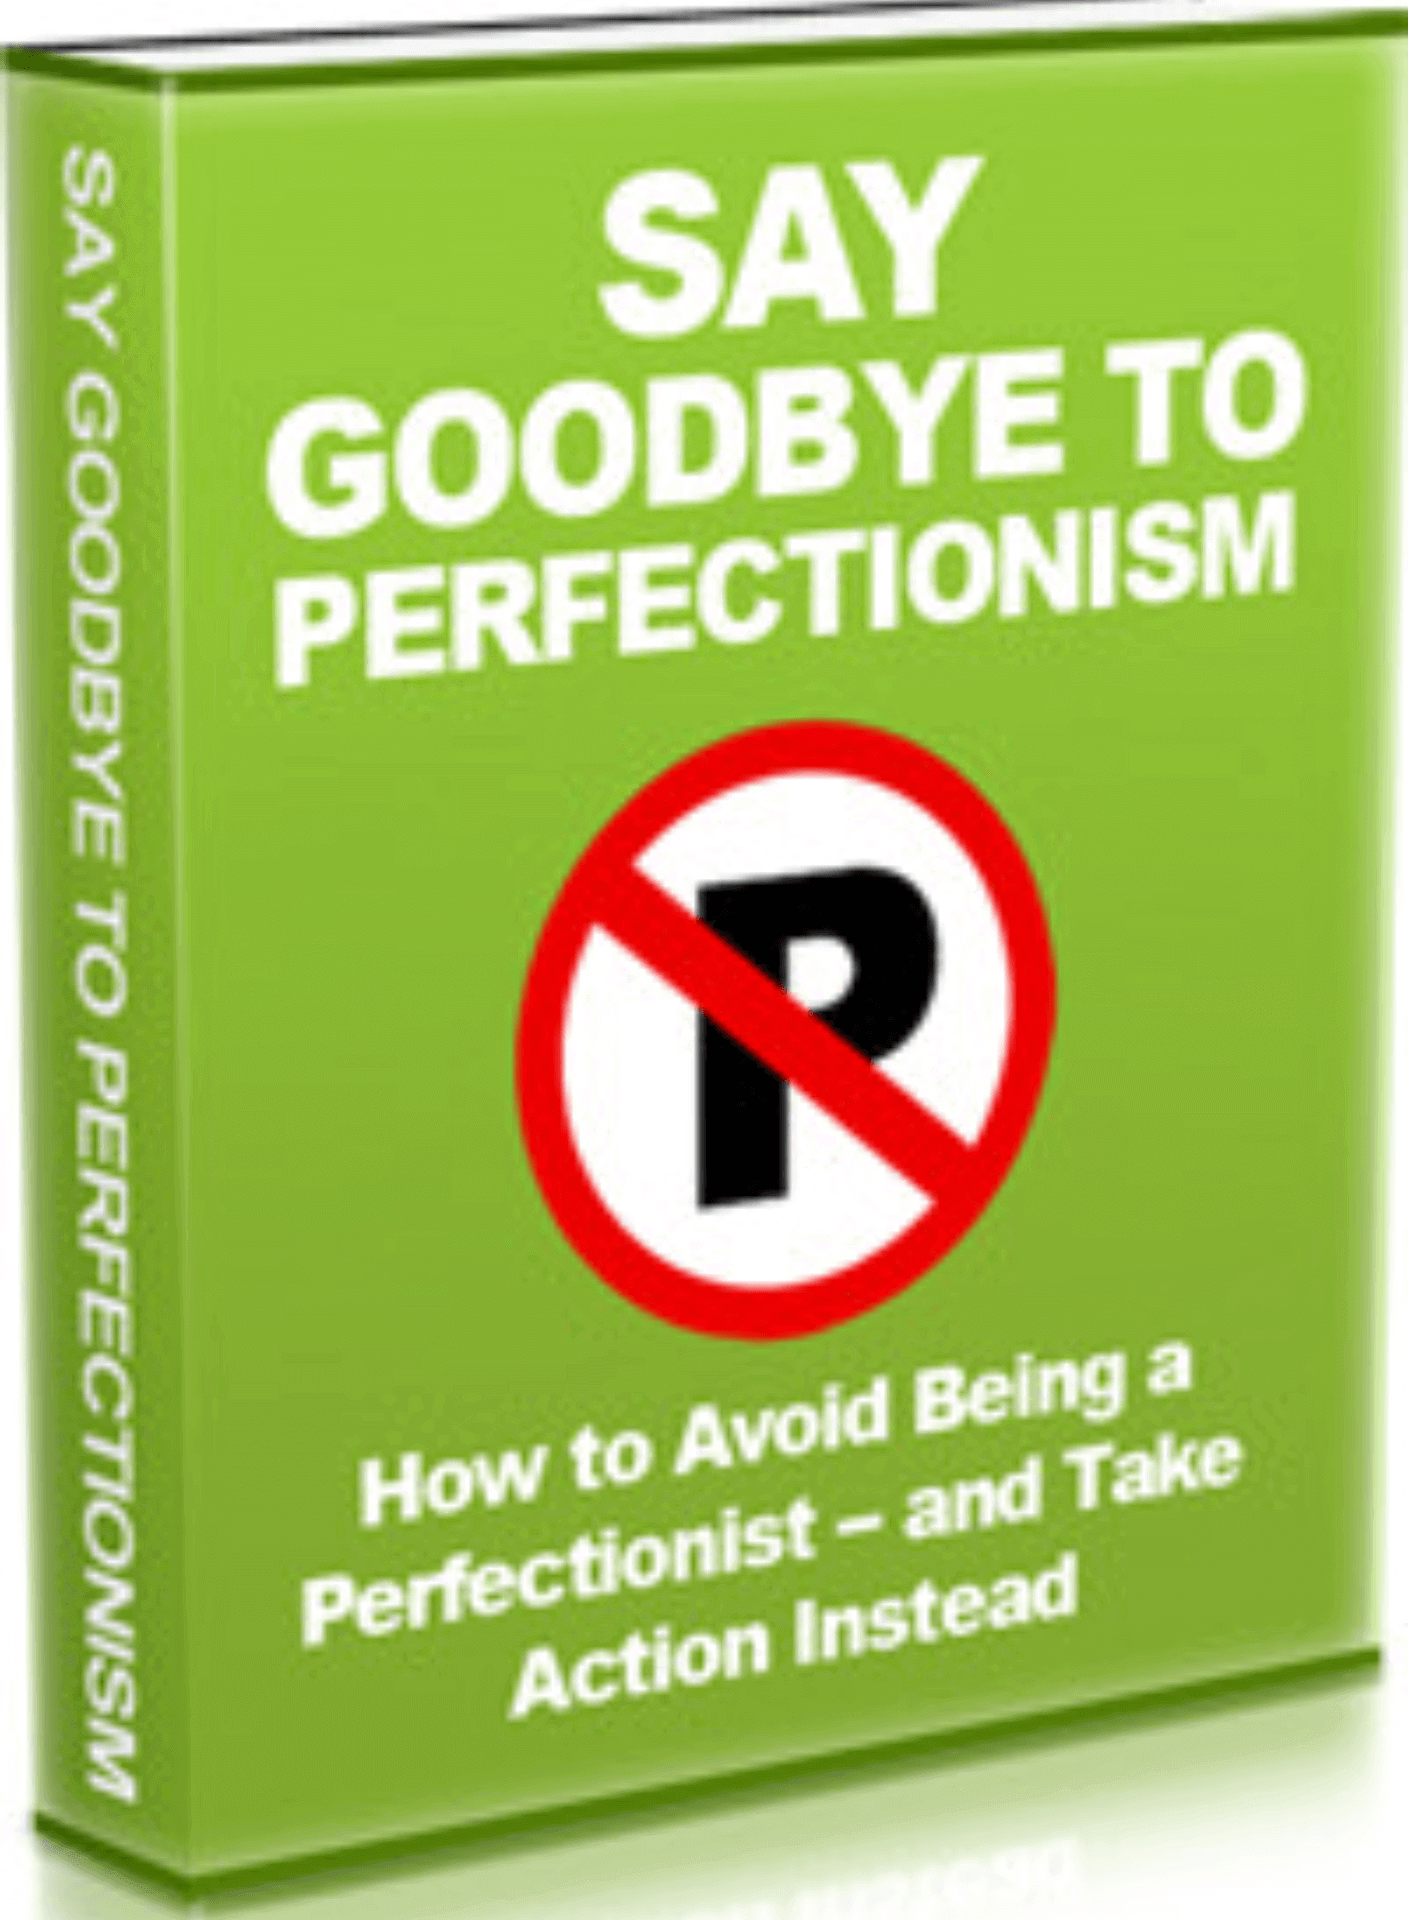 SAY GOODBYE TO PERFECTIONISM
SAY
GOODBYE TO
PERFECTIONISM
P
How to Avoid Being a
Perfectionist – and Take
Action Instead